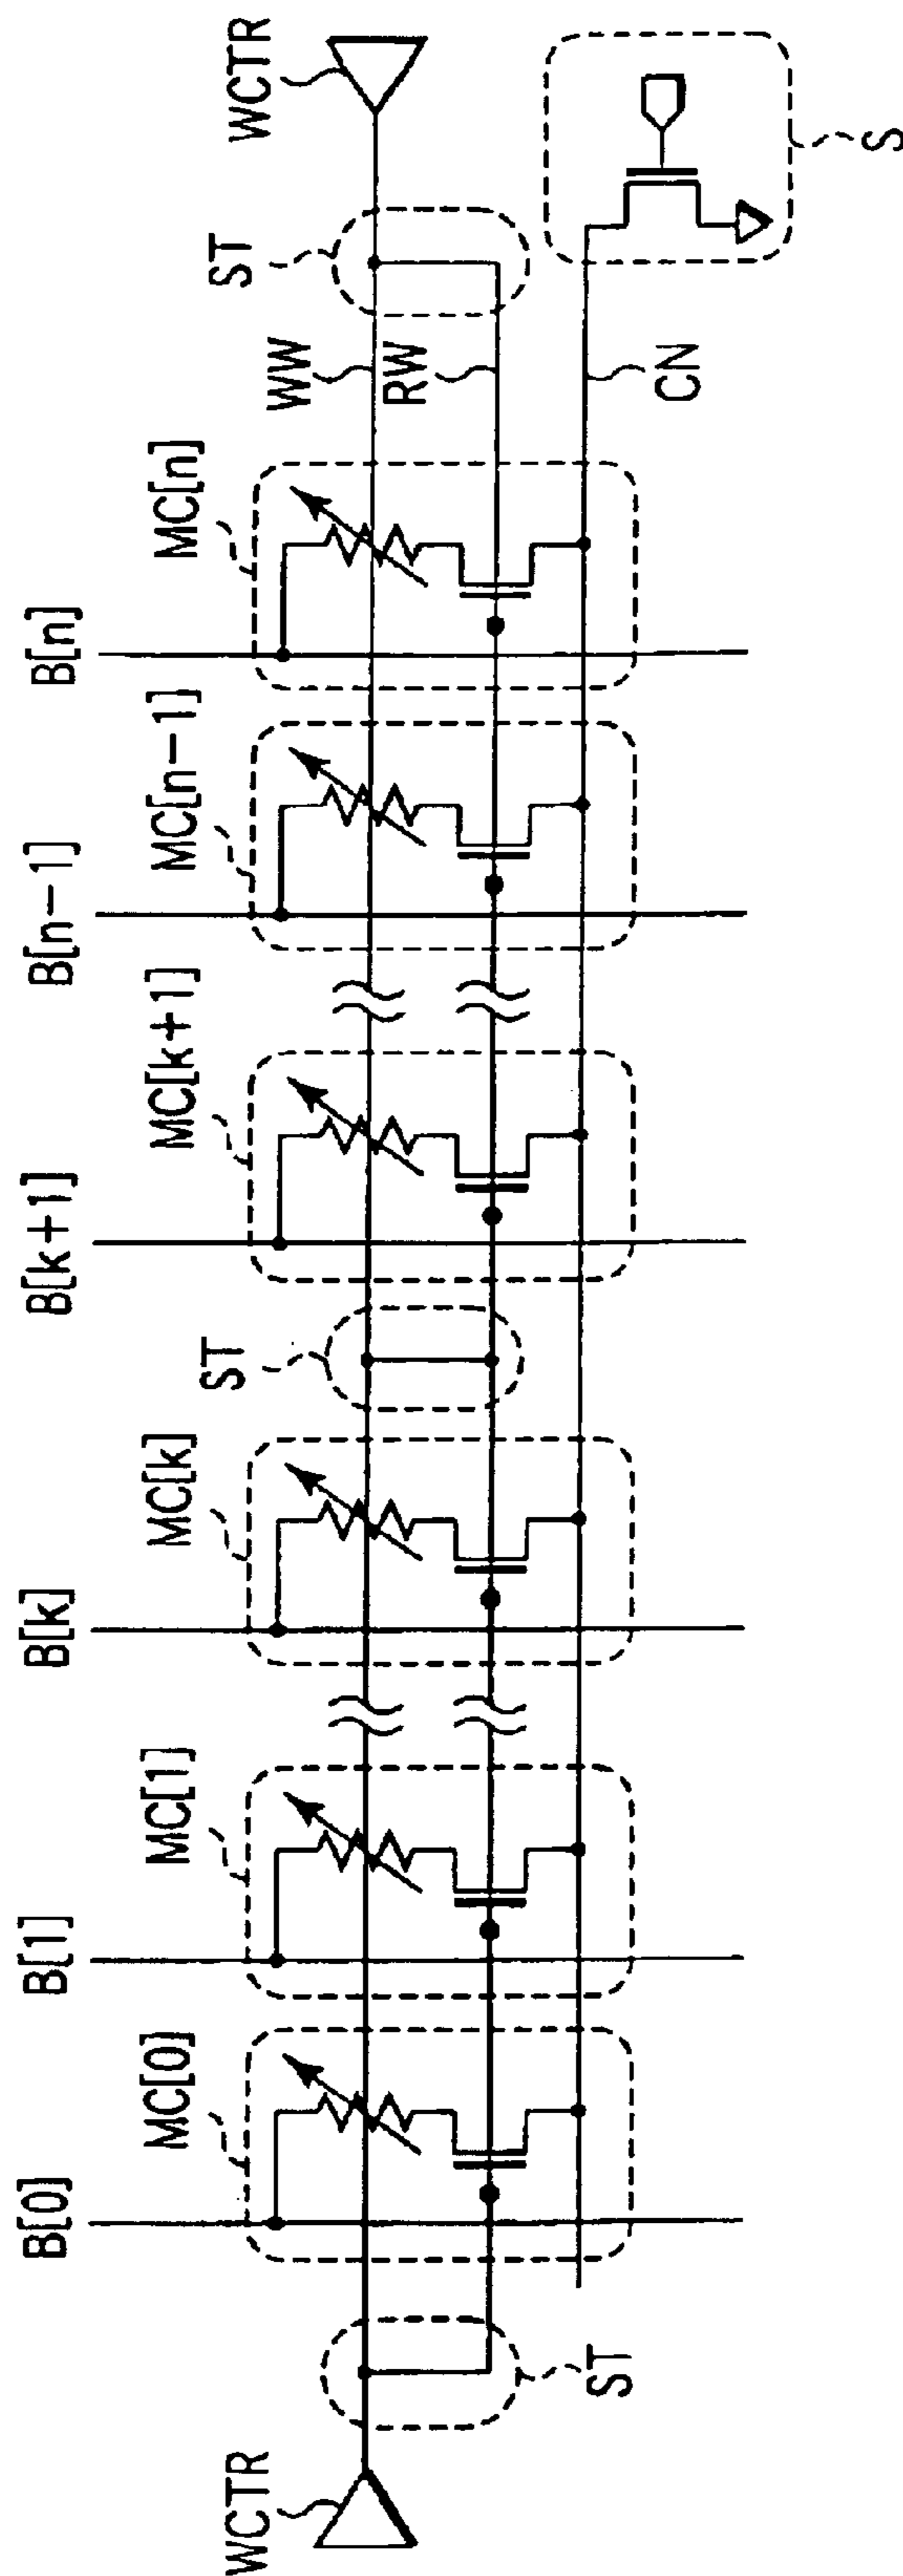 B[0]
B[1]
B[k]
B[k+1]
B[n-1]
B[n]
MC[0]
MC[1]
MC[k]
MC[k+1]
MC[n-1]
MC[n]
WCTR
ST
ST
ST
WCTR
WW
RW
CN
S